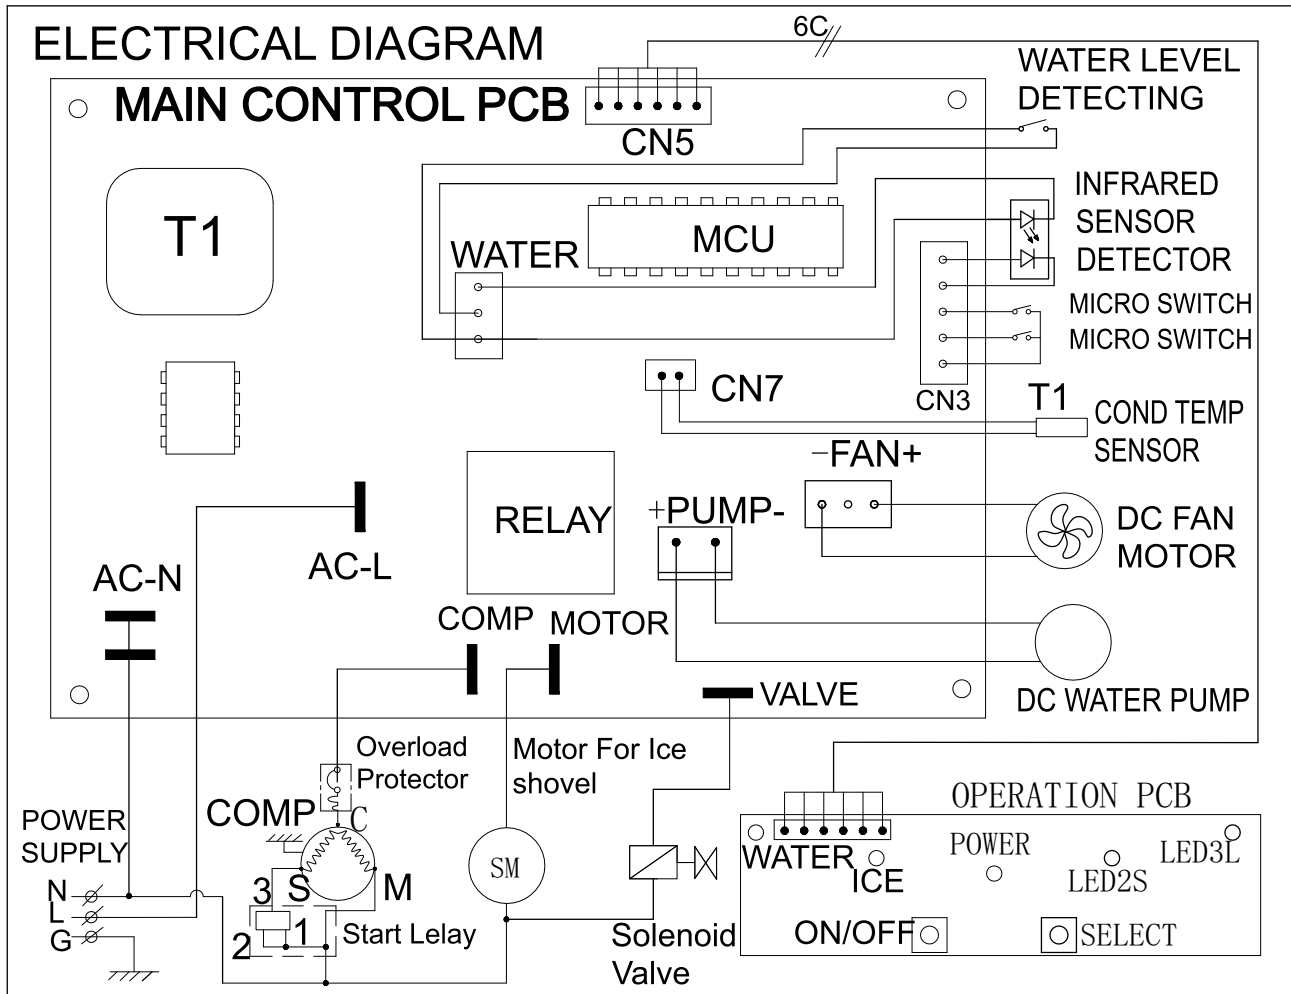 ELECTRICAL DIAGRAM
6C
WATER LEVEL
DETECTING
MAIN CONTROL PCB
CN5
T1
INFRARED
SENSOR
DETECTOR
MCU
WATER
MICRO SWITCH
MICRO SWITCH
CN7
CN3
T1
COND TEMP
SENSOR
-FAN+
RELAY
+PUMP-
DC FAN
MOTOR
AC-L
AC-N
COMP
MOTOR
VALVE
DC WATER PUMP
Overload
Protector
Motor For Ice
shovel
COMP
C
POWER
SUPPLY
SM
OPERATION PCB
WATER
ICE
POWER
LED2S
LED3L
N
L
G
3
S
M
2
1
Start Lelay
Solenoid
Valve
ON/OFF
SELECT